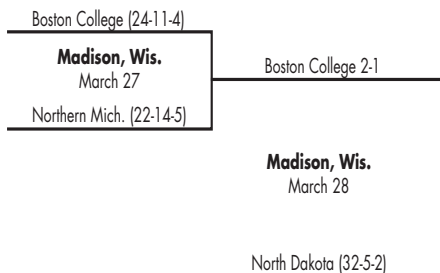 Boston College (24-11-4)
Madison, Wis.
March 27
Northern Mich. (22-14-5)
Boston College 2-1
Madison, Wis.
March 28
North Dakota (32-5-2)